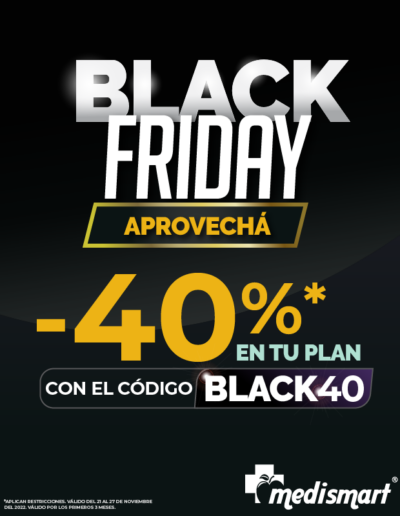 BLACK
FRIDAY
APROVECHÁ
-40%*
EN TU PLAN
CON EL CÓDIGO BLACK40
*APLICAN RESTRICCIONES. VÁLIDO DEL 21 AL 27 DE NOVIEMBRE
DEL 2022. VÁLIDO POR LOS PRIMEROS 3 MESES.
medismart®